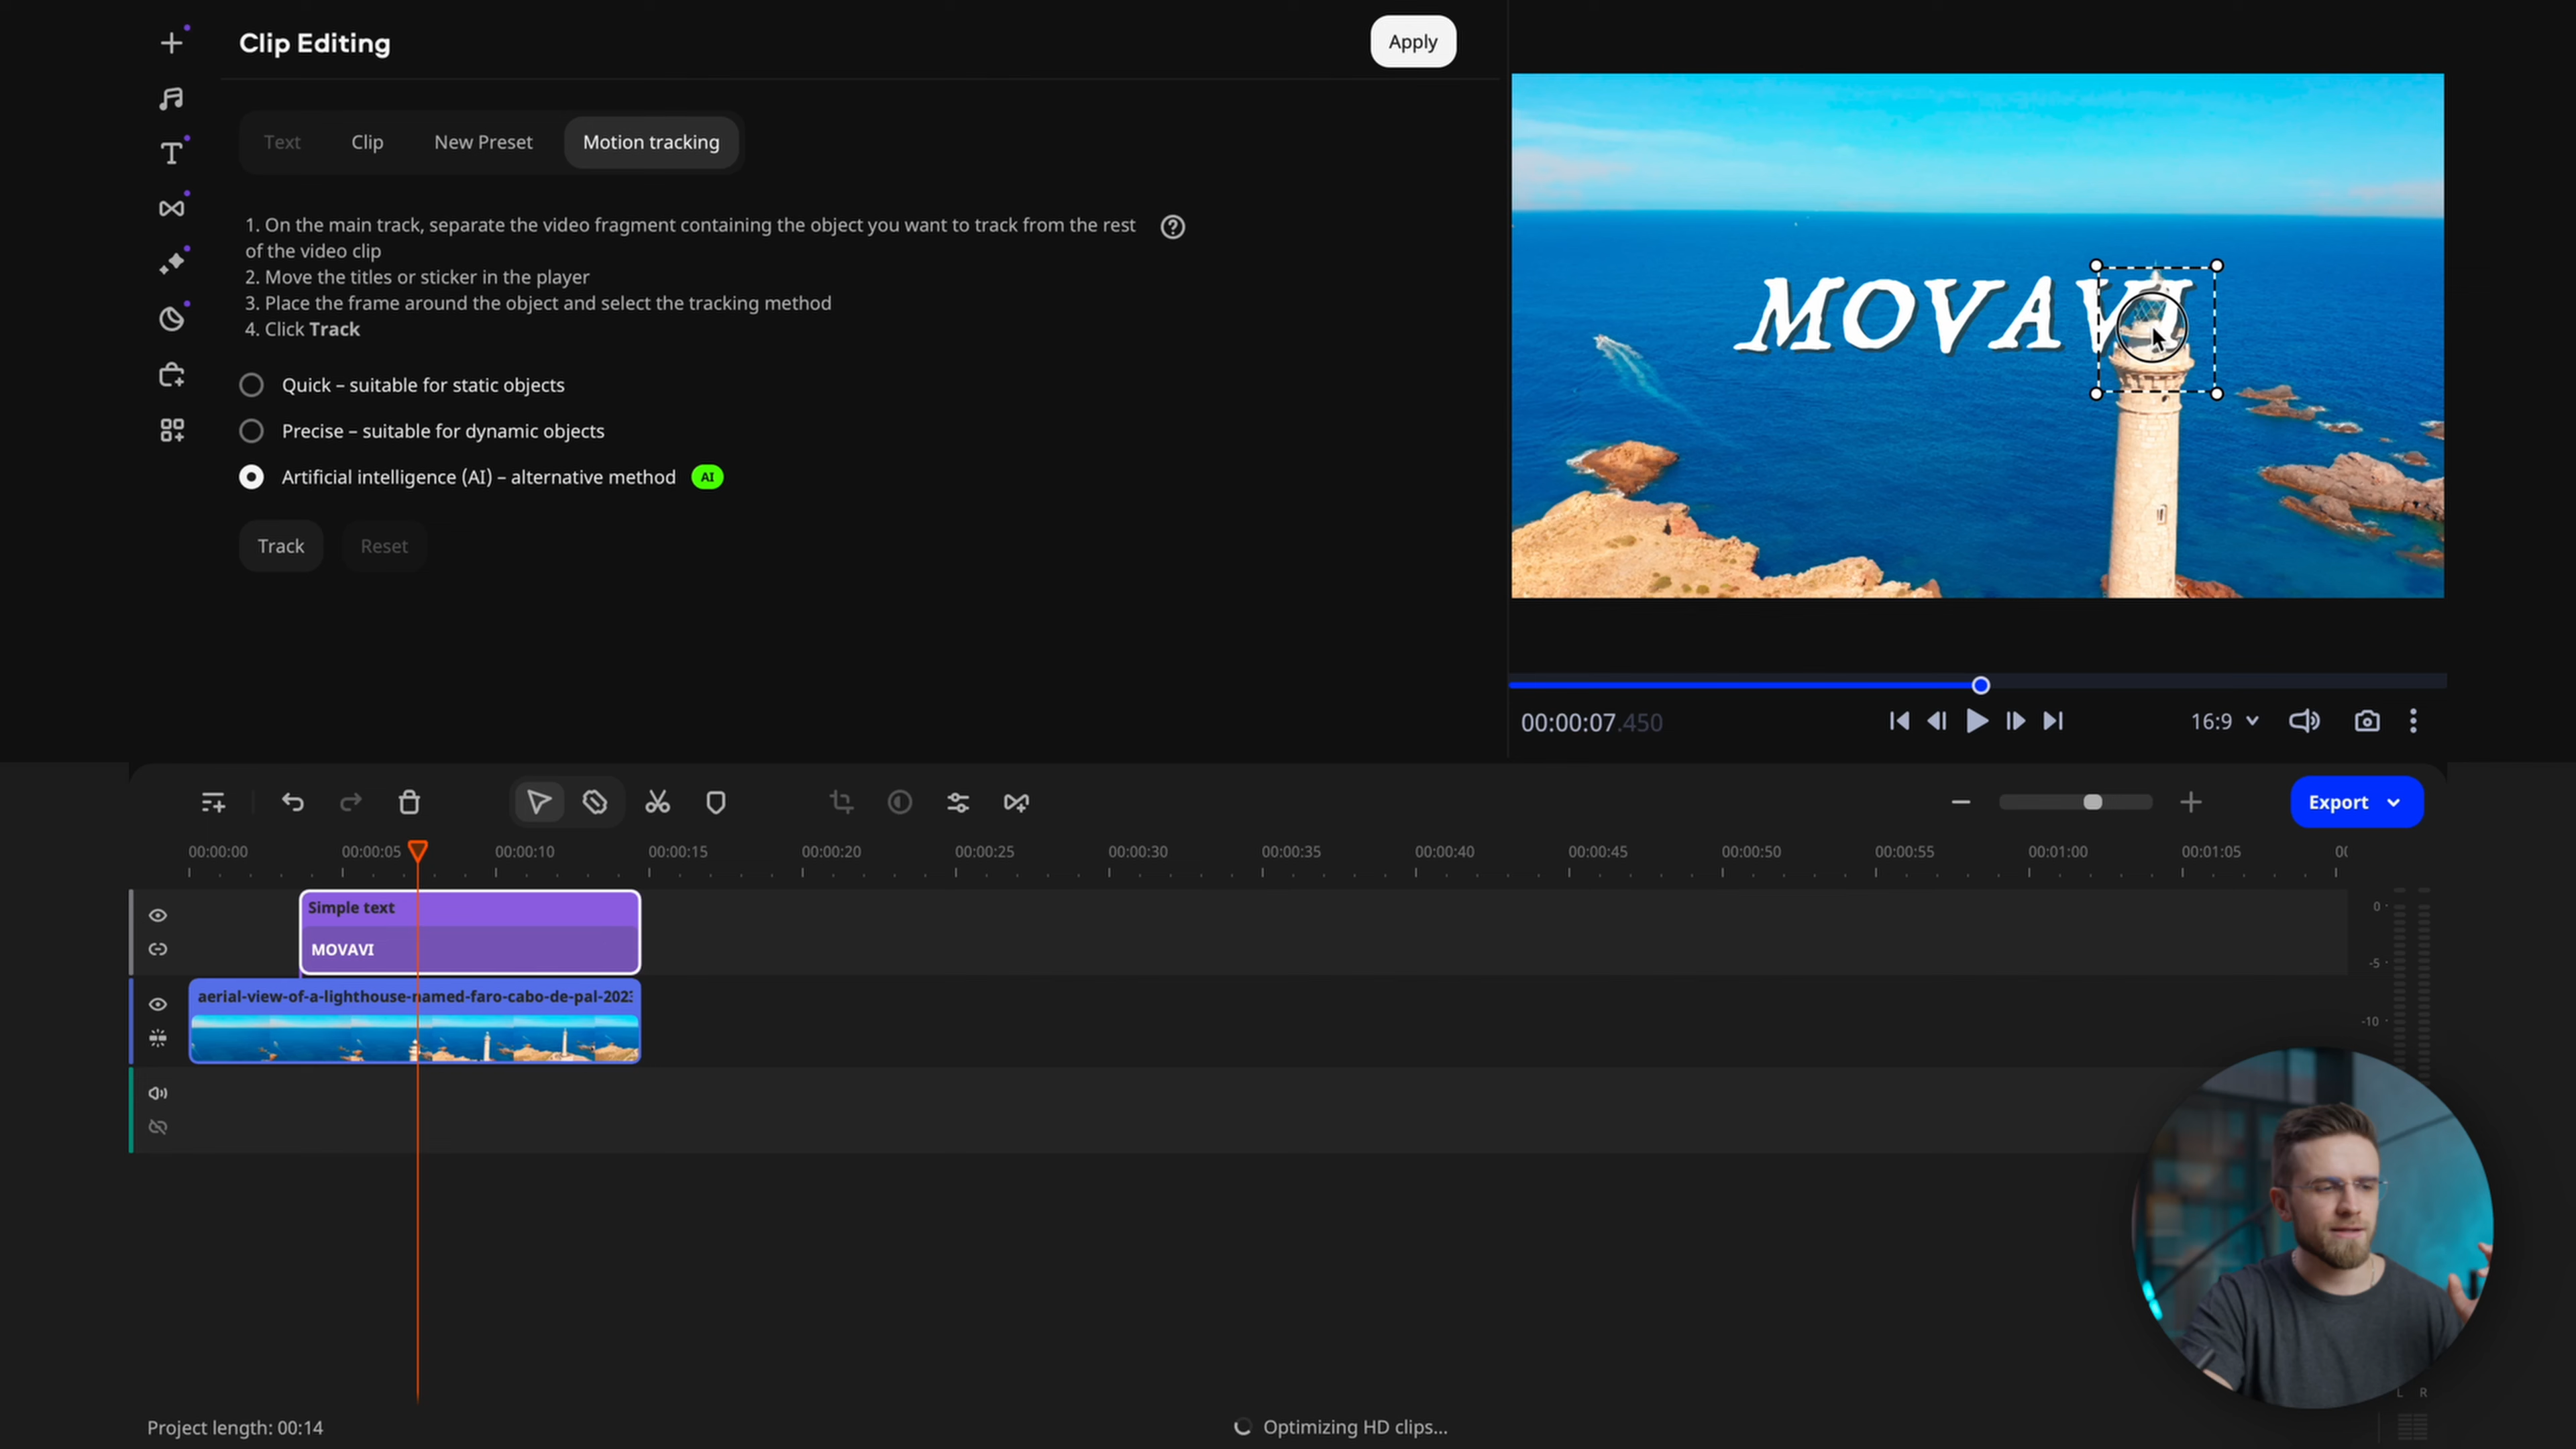 Clip Editing
Apply
Text
Clip
New Preset
Motion tracking
1. On the main track, separate the video fragment containing the object you want to track from the rest
of the video clip
2. Move the titles or sticker in the player
3. Place the frame around the object and select the tracking method
4. Click Track
Quick – suitable for static objects
Precise – suitable for dynamic objects
Artificial intelligence (AI) – alternative method AI
Track
Reset
MOVAVI
00:00:07.450
16:9
Export
00:00:00
00:00:05
00:00:10
00:00:15
00:00:20
00:00:25
00:00:30
00:00:35
00:00:40
00:00:45
00:00:50
00:00:55
00:01:00
00:01:05
Simple text
MOVAVI
aerial-view-of-a-lighthouse-named-faro-cabo-de-pal-202
0
-5
-10
L R
Project length: 00:14
Optimizing HD clips...